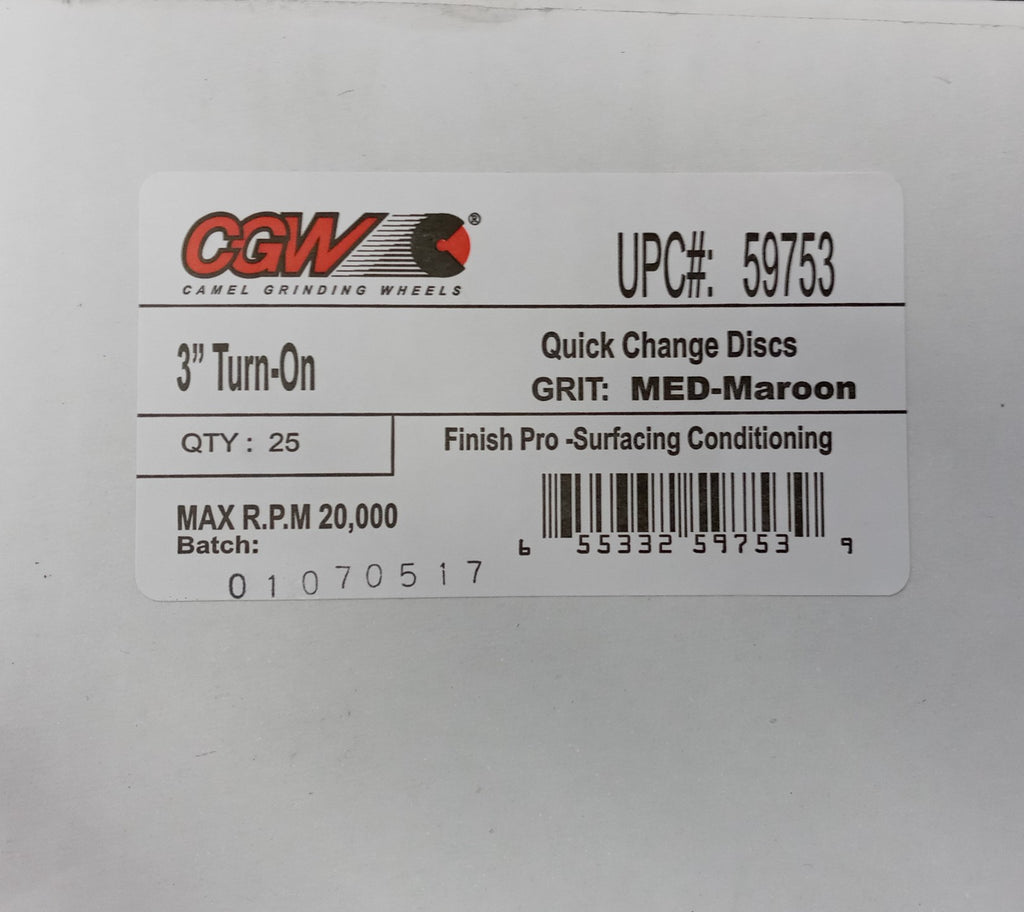 CGW®
CAMEL GRINDING WHEELS
UPC#: 59753
3” Turn-On
Quick Change Discs
GRIT: MED-Maroon
QTY : 25
Finish Pro -Surfacing Conditioning
MAX R.P.M 20,000
Batch:
01070517
6 55332 59753 9